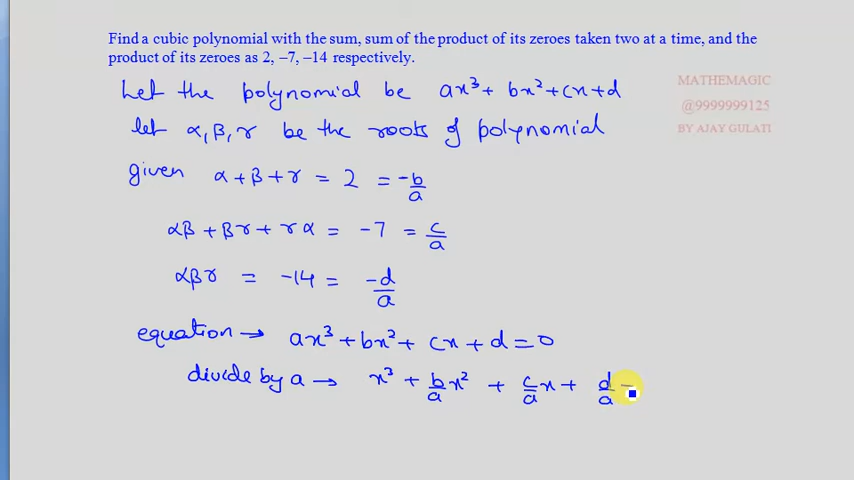 Find a cubic polynomial with the sum, sum of the product of its zeroes taken two at a time, and the
product of its zeroes as 2, –7, –14 respectively.
Let the polynomial be ax³ + bx² + cx + d
MATHEMAGIC
@9999999125
BY AJAY GULATI
let α, β, γ be the roots of polynomial
given α + β + γ = 2 = -b/a
αβ + βγ + γα = -7 = c/a
αβγ = -14 = -d/a
equation → ax³ + bx² + cx + d = 0
divide by a → x³ + b/a x² + c/a x + d/a -